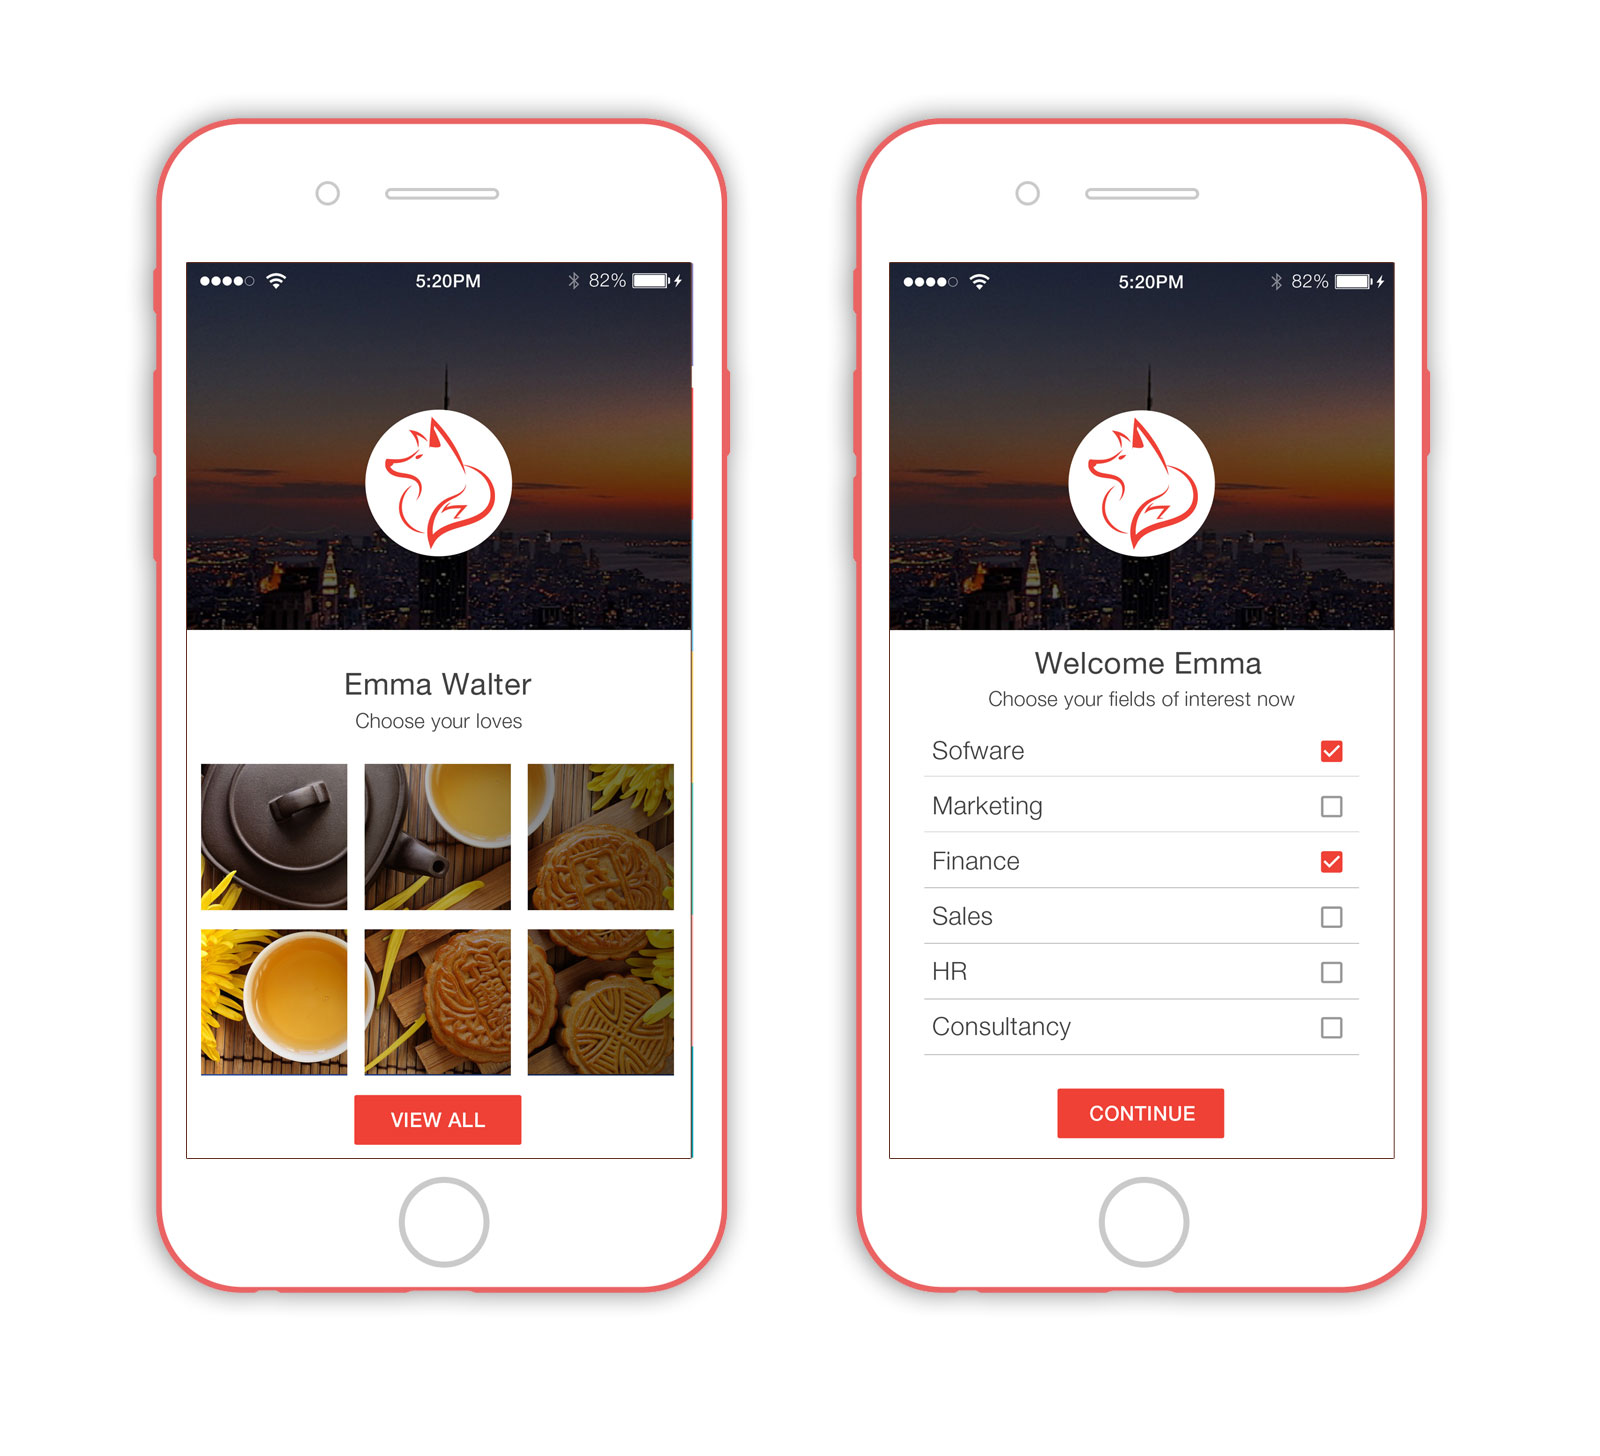 5:20PM
82%
Emma Walter
Choose your loves
VIEW ALL
5:20PM
82%
Welcome Emma
Choose your fields of interest now
Sofware
Marketing
Finance
Sales
HR
Consultancy
CONTINUE